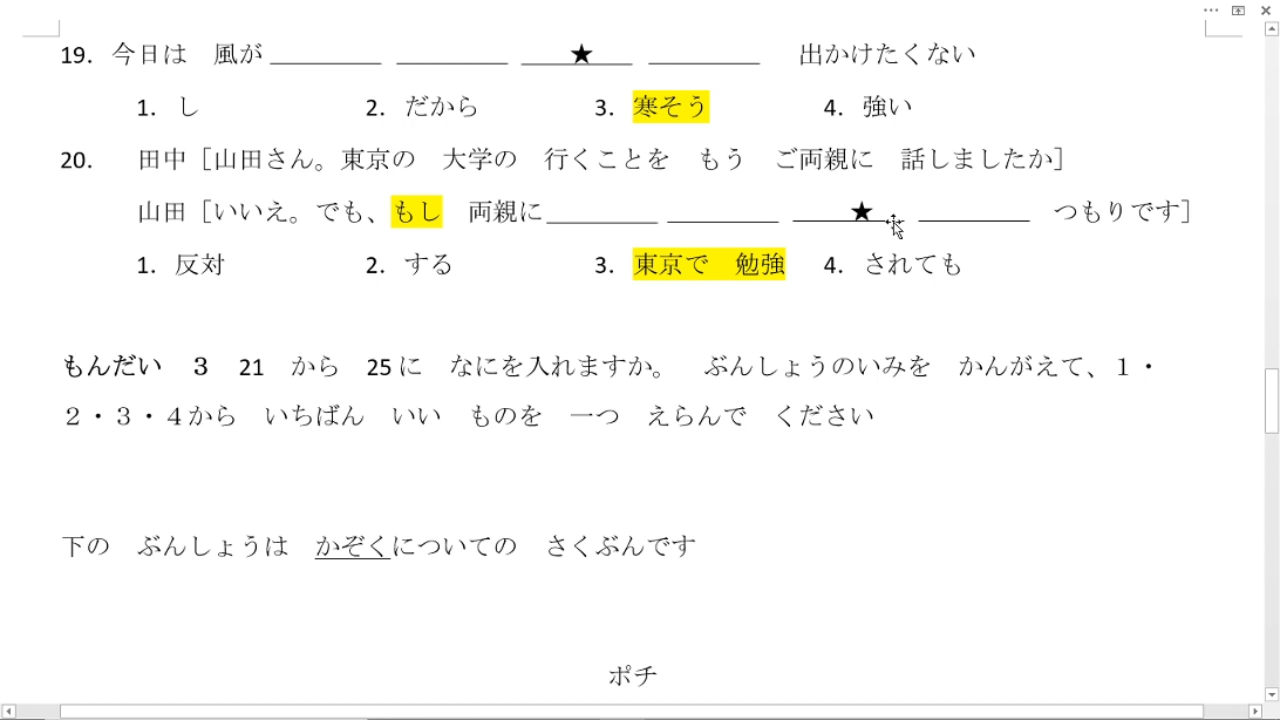 19. 今日は　風が ＿＿＿＿ ＿＿＿＿ ＿★＿ ＿＿＿＿　出かけたくない
1. し　2. だから　3. 寒そう　4. 強い
20.　田中［山田さん。東京の　大学の　行くことを　もう　ご両親に　話しましたか］
山田［いいえ。でも、もし　両親に＿＿＿＿ ＿＿＿＿ ＿★＿ ＿＿＿＿　つもりです］
1. 反対　2. する　3. 東京で　勉強　4. されても
もんだい　３　21　から　25 に　なにを入れますか。　ぶんしょうのいみを　かんがえて、１・
２・３・４から　いちばん　いい　ものを　一つ　えらんで　ください
下の　ぶんしょうは　かぞくについての　さくぶんです
ポチ